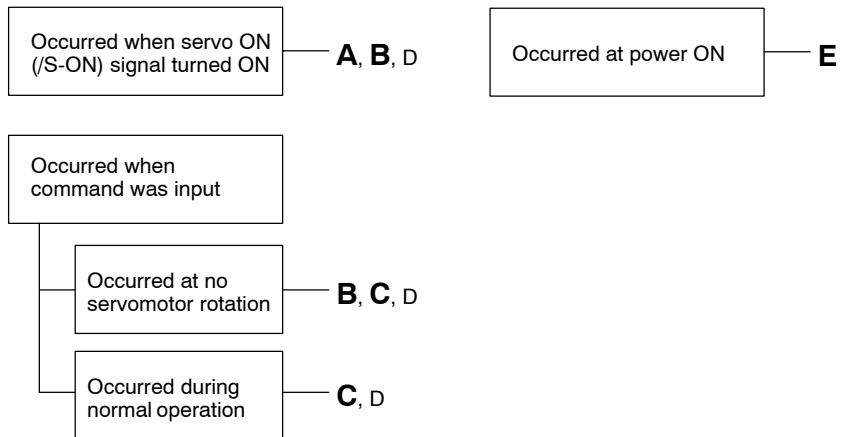 Occurred when servo ON
(/S-ON) signal turned ON
A, B, D
Occurred at power ON
E
Occurred when
command was input
Occurred at no
servomotor rotation
B, C, D
Occurred during
normal operation
C, D